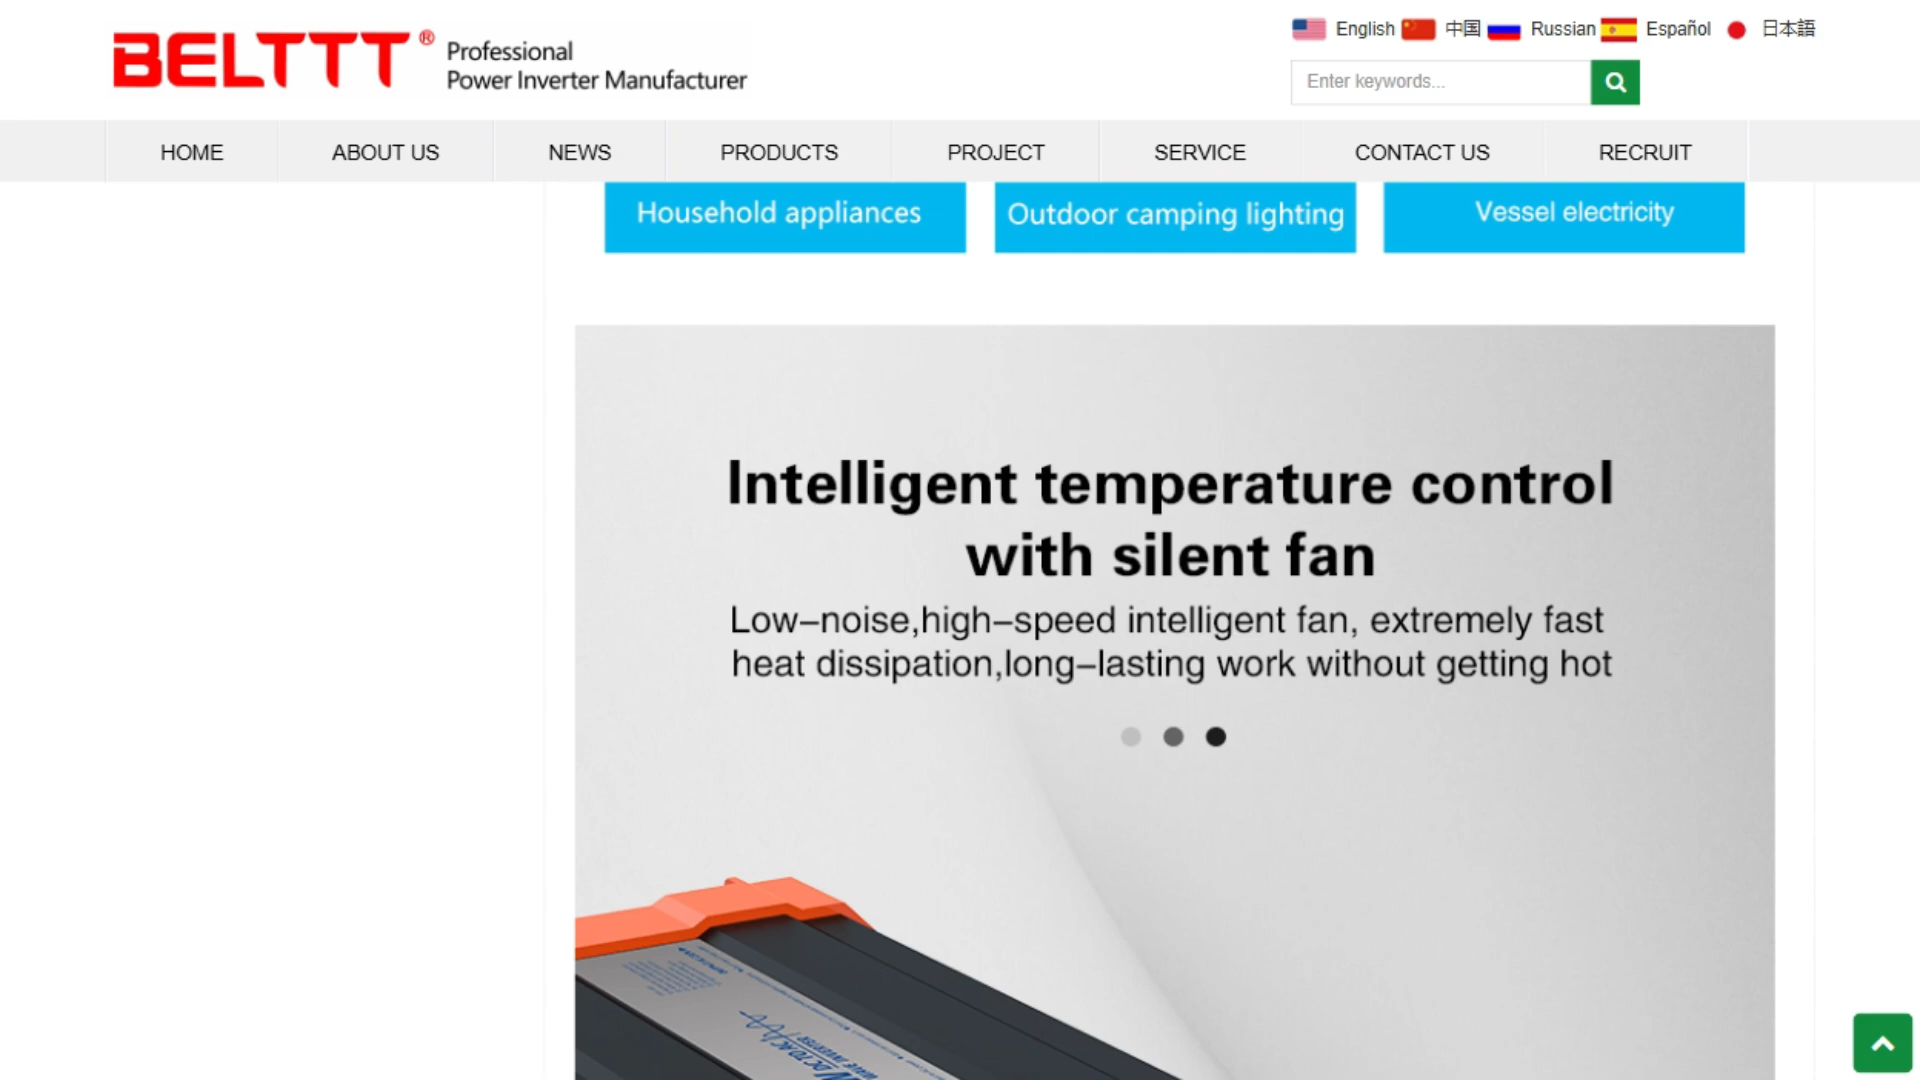 BELTTT®
Professional
Power Inverter Manufacturer
English 中国 Russian Español 日本語
Enter keywords...
HOME ABOUT US NEWS PRODUCTS PROJECT SERVICE CONTACT US RECRUIT
Household appliances Outdoor camping lighting Vessel electricity
Intelligent temperature control
with silent fan
Low-noise,high-speed intelligent fan, extremely fast
heat dissipation,long-lasting work without getting hot